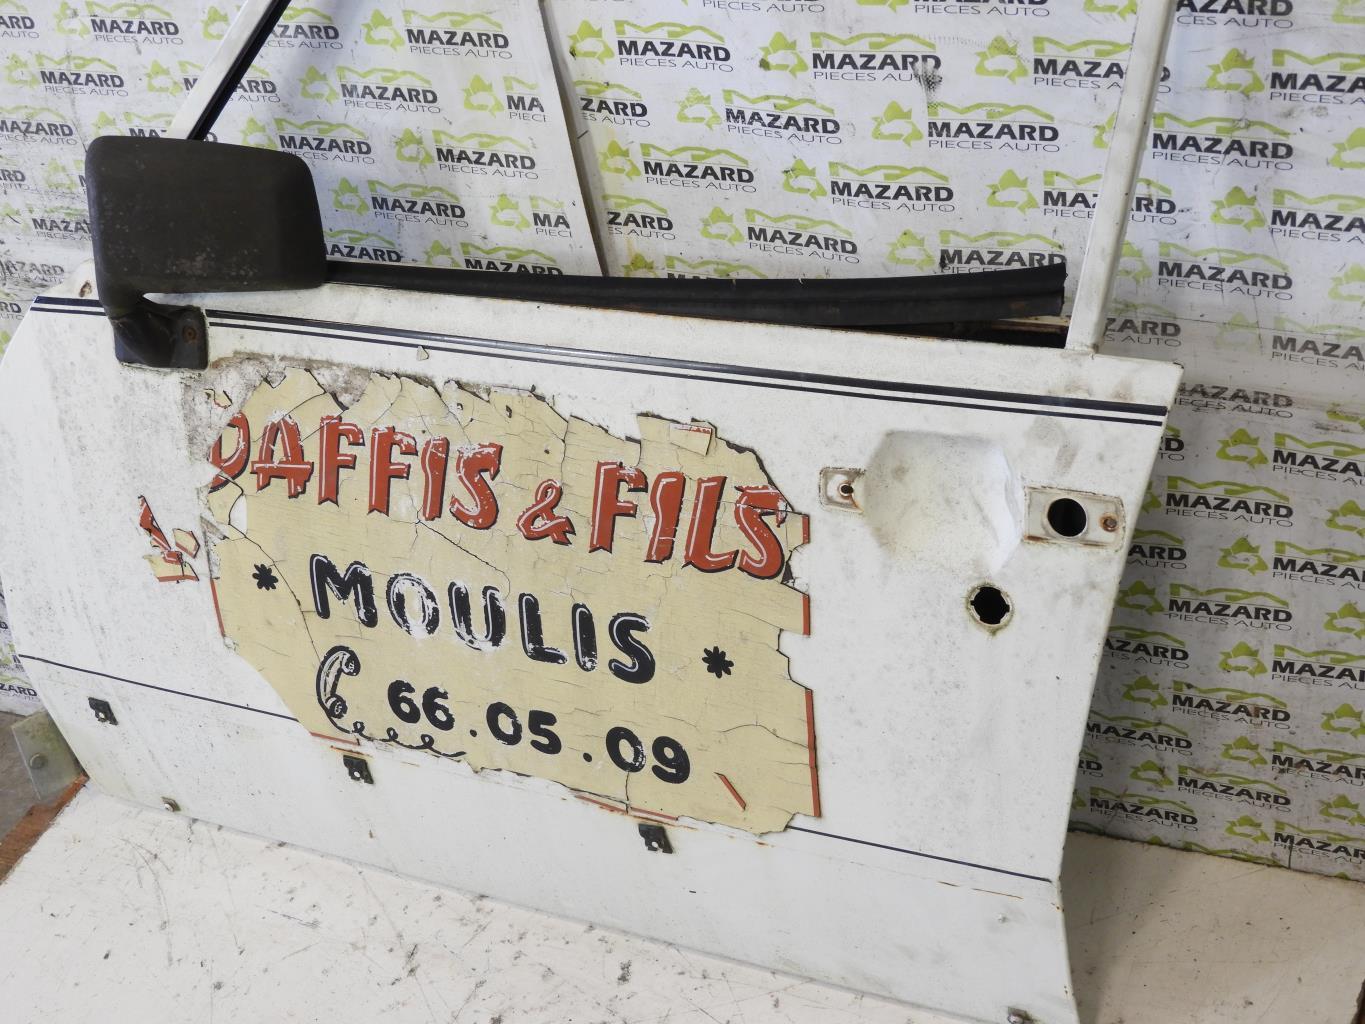 DAFFIS & FILS
* MOULIS *
66.05.09
MAZARD
PIECES AUTO